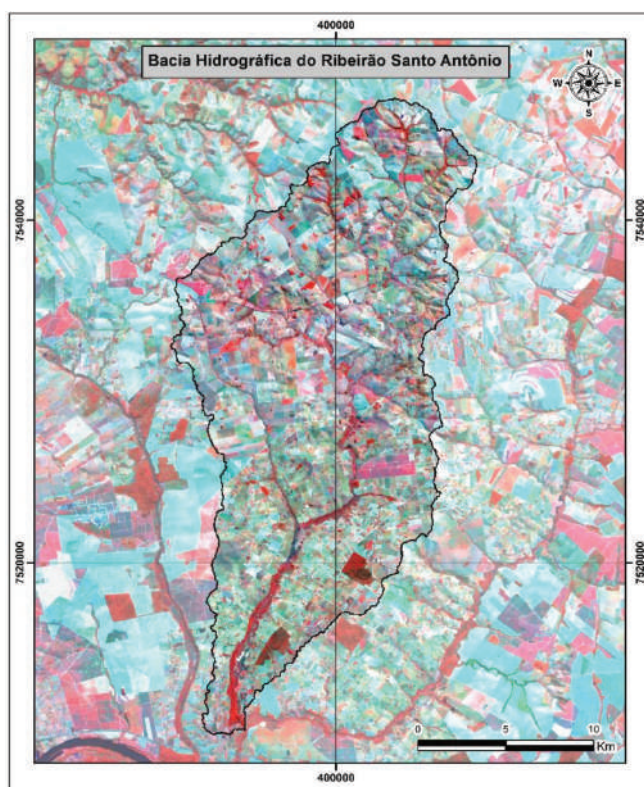 400000
Bacia Hidrográfica do Ribeirão Santo Antônio
N
W E
S
7540000 7540000
7520000 7520000
0 5 10
Km
400000